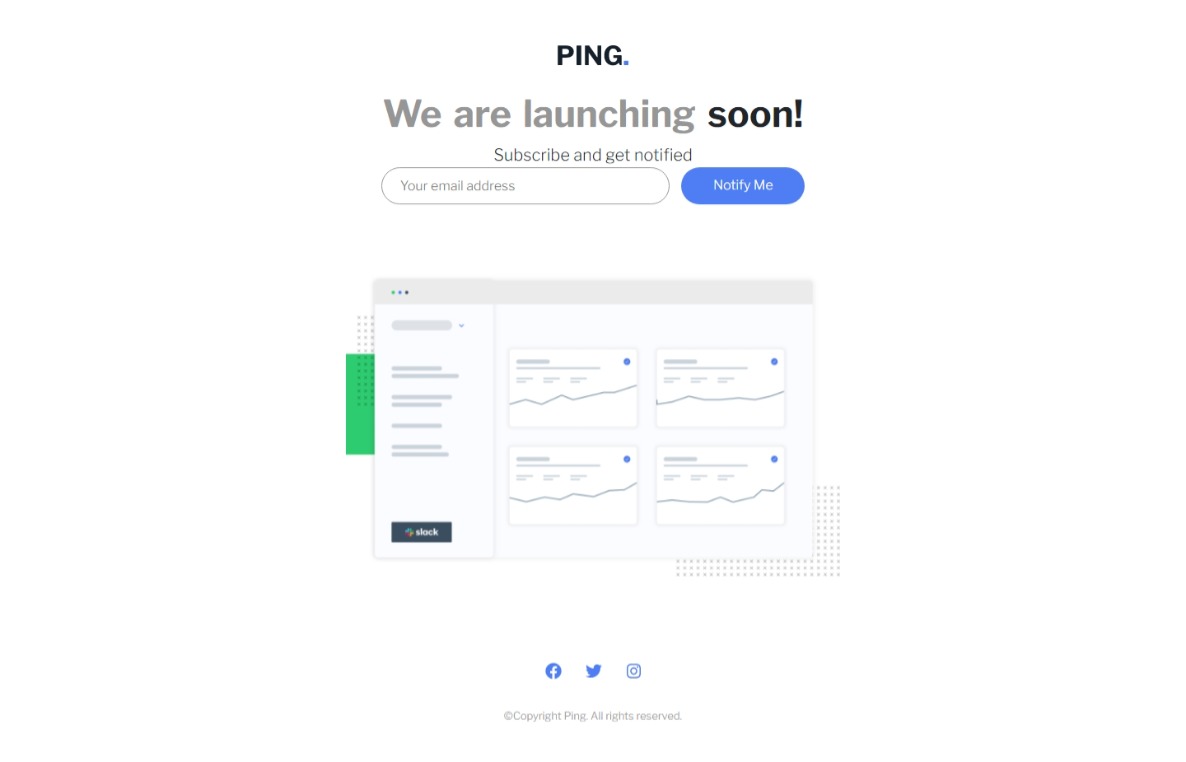 PING.
We are launching soon!
Subscribe and get notified
Your email address
Notify Me
slack
©Copyright Ping. All rights reserved.